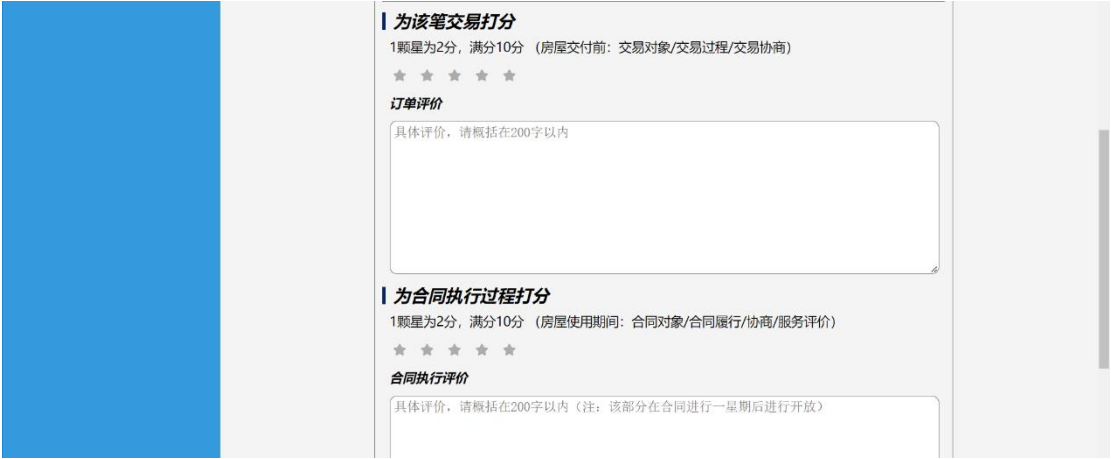 为该笔交易打分
1颗星为2分，满分10分 （房屋交付前：交易对象/交易过程/交易协商）
订单评价
具体评价，请概括在200字以内
为合同执行过程打分
1颗星为2分，满分10分 （房屋使用期间：合同对象/合同履行/协商/服务评价）
合同执行评价
具体评价，请概括在200字以内（注：该部分在合同进行一星期后进行开放）